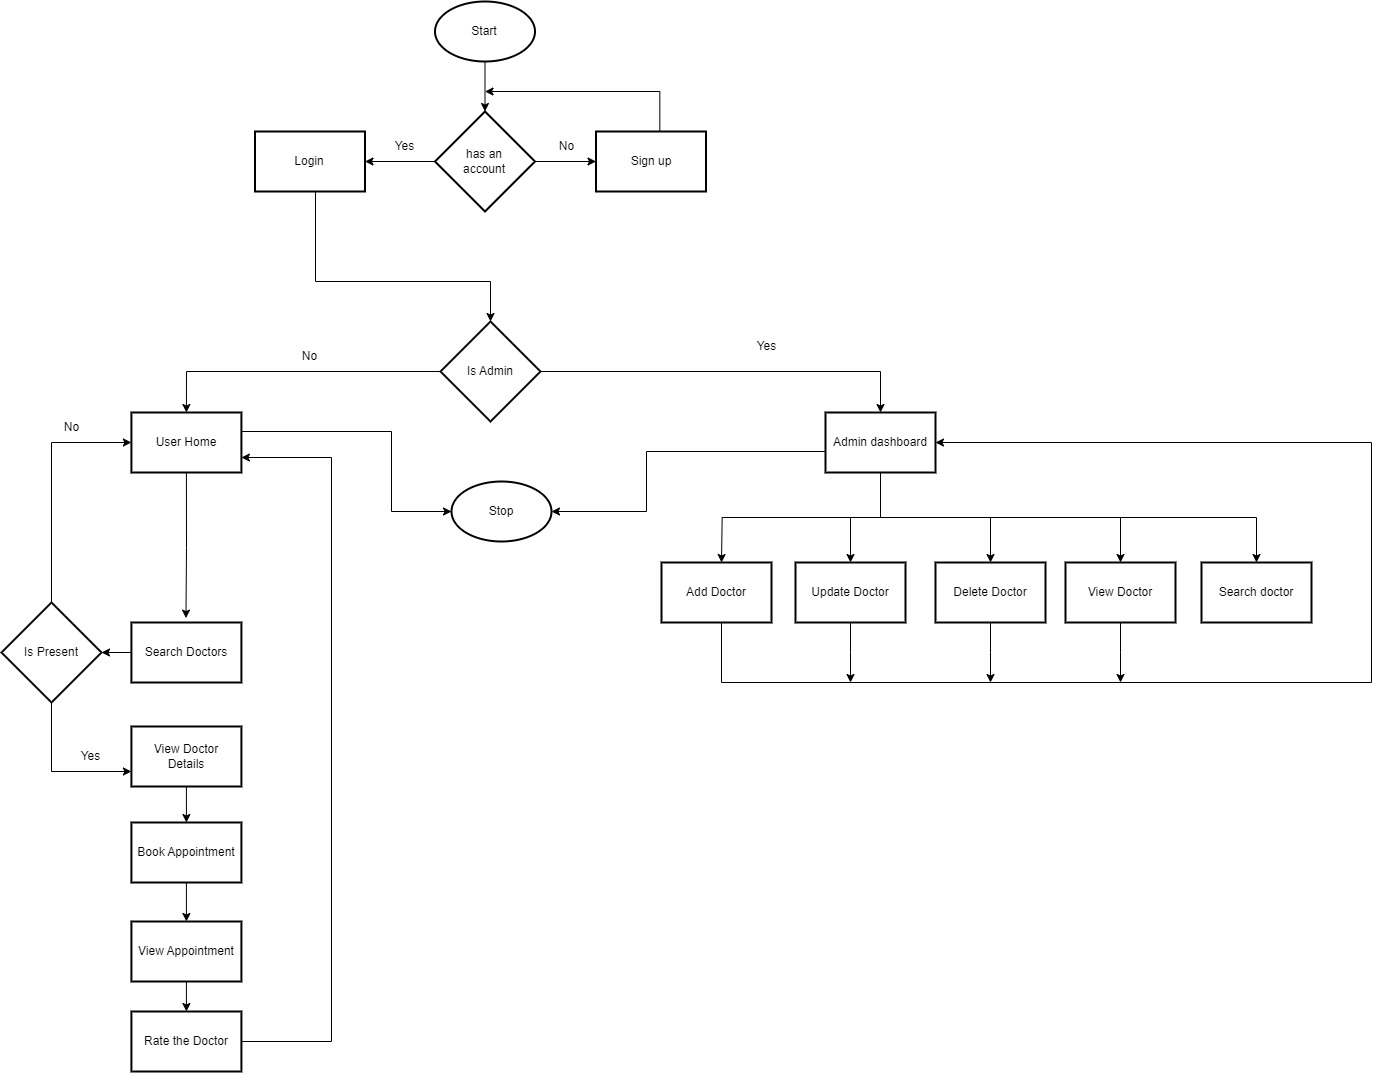 Start
has an
account
Yes
No
Login
Sign up
Is Admin
No
Yes
User Home
Admin dashboard
No
Stop
Add Doctor
Update Doctor
Delete Doctor
View Doctor
Search doctor
Is Present
Search Doctors
Yes
View Doctor
Details
Book Appointment
View Appointment
Rate the Doctor